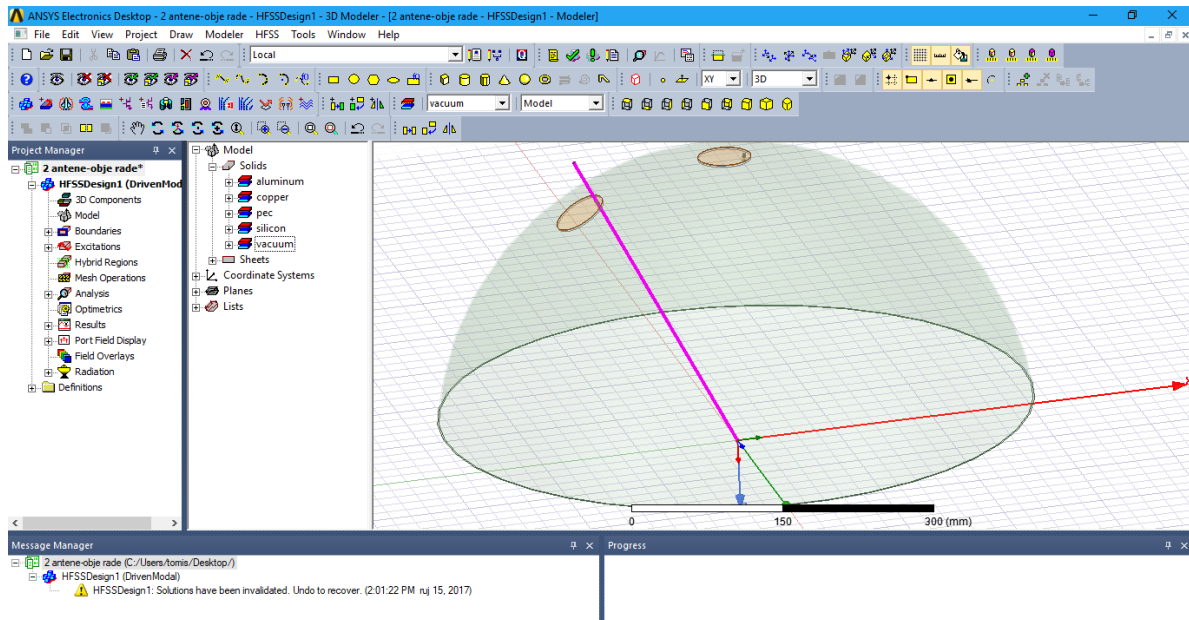 ANSYS Electronics Desktop - 2 antene-obje rade - HFSSDesign1 - 3D Modeler - [2 antene-obje rade - HFSSDesign1 - Modeler]
File Edit View Project Draw Modeler HFSS Tools Window Help
Local
XY 3D
vacuum Model
Project Manager
2 antene-obje rade*
HFSSDesign1 (DrivenMod
3D Components
Model
Boundaries
Excitations
Hybrid Regions
Mesh Operations
Analysis
Optimetrics
Results
Port Field Display
Field Overlays
Radiation
Definitions
Model
Solids
aluminum
copper
pec
silicon
vacuum
Sheets
Coordinate Systems
Planes
Lists
0 150 300 (mm)
Message Manager
2 antene-obje rade (C:/Users/tomis/Desktop/)
HFSSDesign1 (DrivenModal)
HFSSDesign1: Solutions have been invalidated. Undo to recover. (2:01:22 PM ruj 15, 2017)
Progress